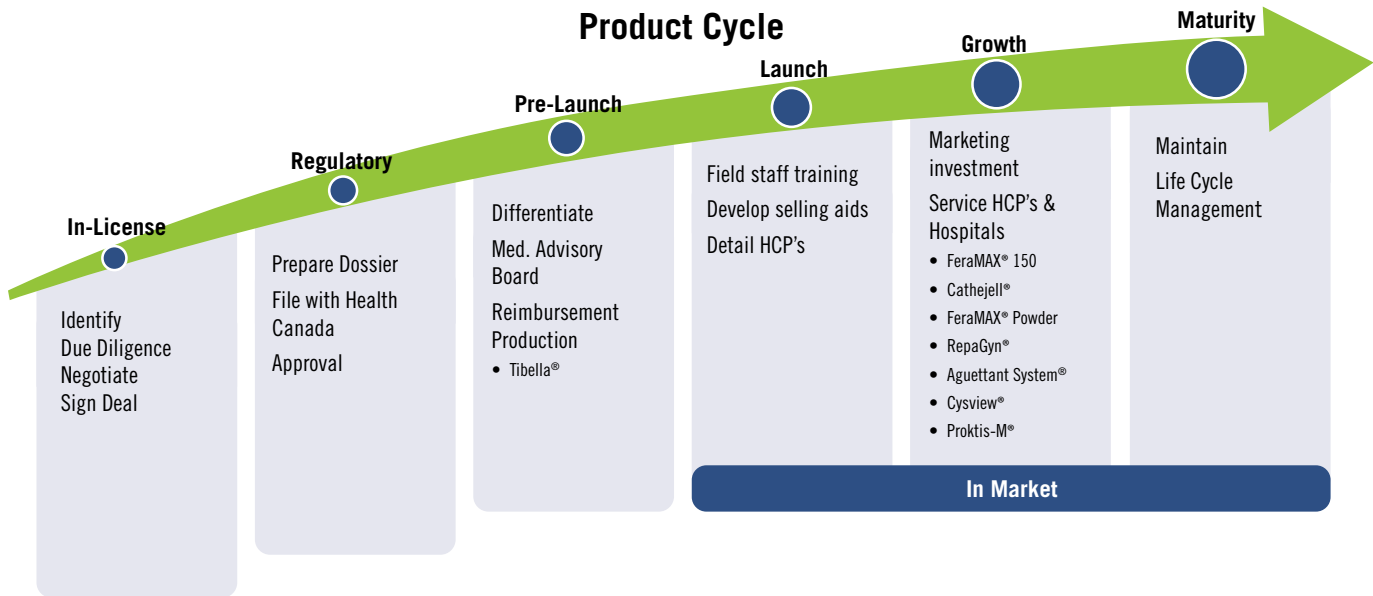 Product Cycle
In-License
Identify
Due Diligence
Negotiate
Sign Deal
Regulatory
Prepare Dossier
File with Health
Canada
Approval
Pre-Launch
Differentiate
Med. Advisory
Board
Reimbursement
Production
• Tibella®
Launch
Field staff training
Develop selling aids
Detail HCP's
Growth
Marketing
investment
Service HCP's &
Hospitals
• FeraMAX® 150
• Cathejell®
• FeraMAX® Powder
• RepaGyn®
• Aguettant System®
• Cysview®
• Proktis-M®
Maturity
Maintain
Life Cycle
Management
In Market